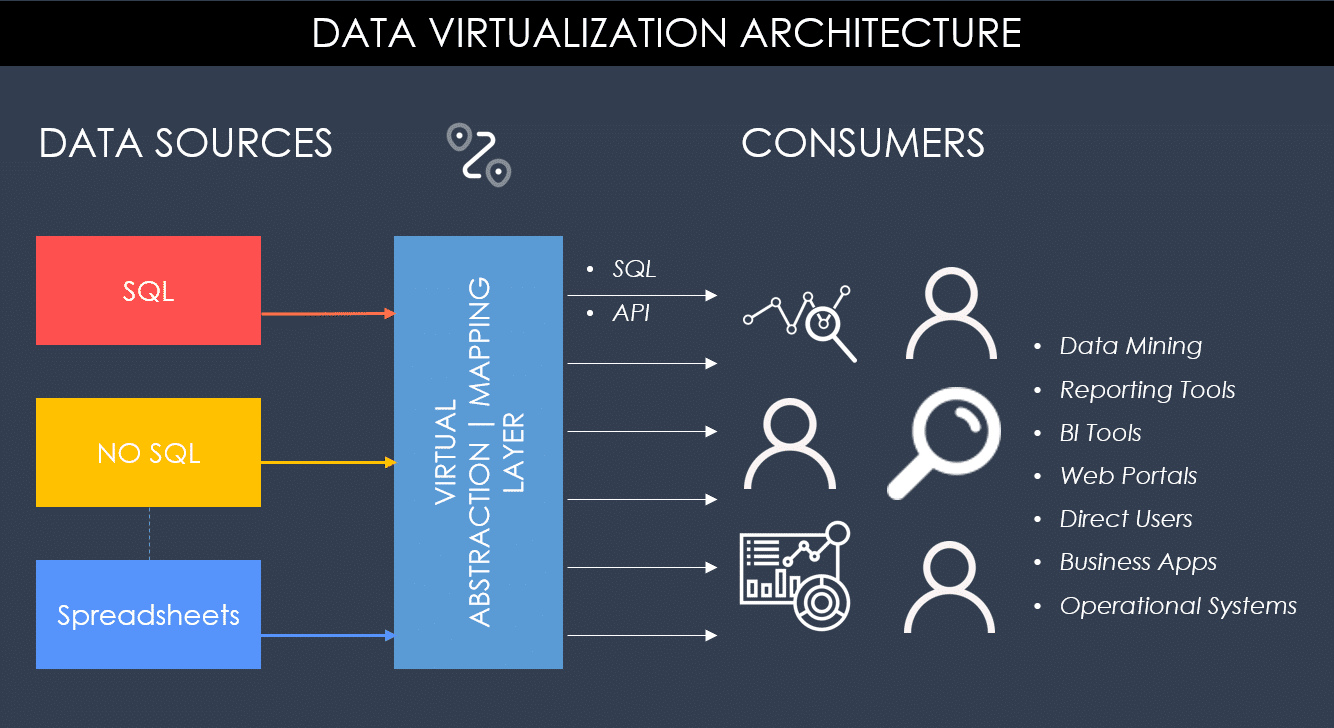 DATA VIRTUALIZATION ARCHITECTURE
DATA SOURCES
CONSUMERS
SQL
NO SQL
Spreadsheets
VIRTUAL
ABSTRACTION | MAPPING
LAYER
• SQL
• API
• Data Mining
• Reporting Tools
• BI Tools
• Web Portals
• Direct Users
• Business Apps
• Operational Systems